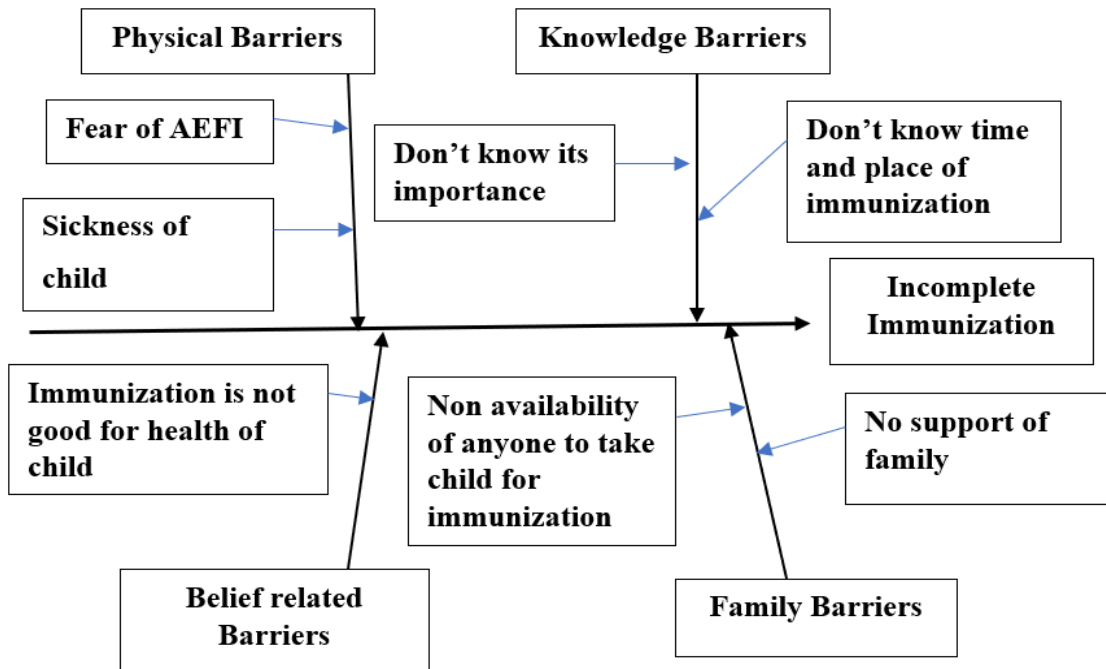 Physical Barriers
Knowledge Barriers
Fear of AEFI
Don’t know its
importance
Don’t know time
and place of
immunization
Sickness of
child
Incomplete
Immunization
Immunization is not
good for health of
child
Non availability
of anyone to take
child for
immunization
No support of
family
Belief related
Barriers
Family Barriers